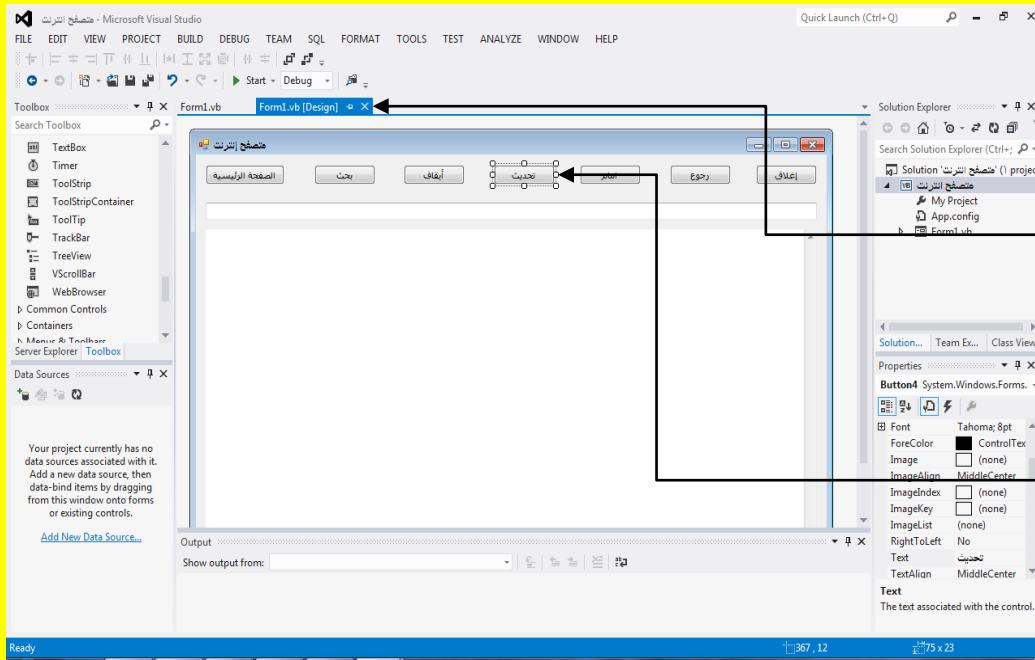 متصفح انترنت - Microsoft Visual Studio
Quick Launch (Ctrl+Q)
FILE EDIT VIEW PROJECT BUILD DEBUG TEAM SQL FORMAT TOOLS TEST ANALYZE WINDOW HELP
Start - Debug
Toolbox
Search Toolbox
TextBox
Timer
ToolStrip
ToolStripContainer
ToolTip
TrackBar
TreeView
VScrollBar
WebBrowser
Common Controls
Containers
Menus & Toolbars
Server Explorer Toolbox
Data Sources
Your project currently has no
data sources associated with it.
Add a new data source, then
data-bind items by dragging
from this window onto forms
or existing controls.
Add New Data Source...
Form1.vb Form1.vb [Design]
متصفح إنترنت
الصفحة الرئيسية
بحث
أيقاف
تحديث
رجوع
إغلاق
Output
Show output from:
Solution Explorer
Search Solution Explorer (Ctrl+;
Solution 'متصفح انترنت' (1 projec
متصفح انترنت
My Project
App.config
Form1.vb
Solution... Team Ex... Class View
Properties
Button4 System.Windows.Forms.
Font Tahoma; 8pt
ForeColor ControlTex
Image (none)
ImageAlign MiddleCenter
ImageIndex (none)
ImageKey (none)
ImageList (none)
RightToLeft No
Text تحديث
TextAlign MiddleCenter
Text
The text associated with the control.
Ready 367 , 12 75 x 23